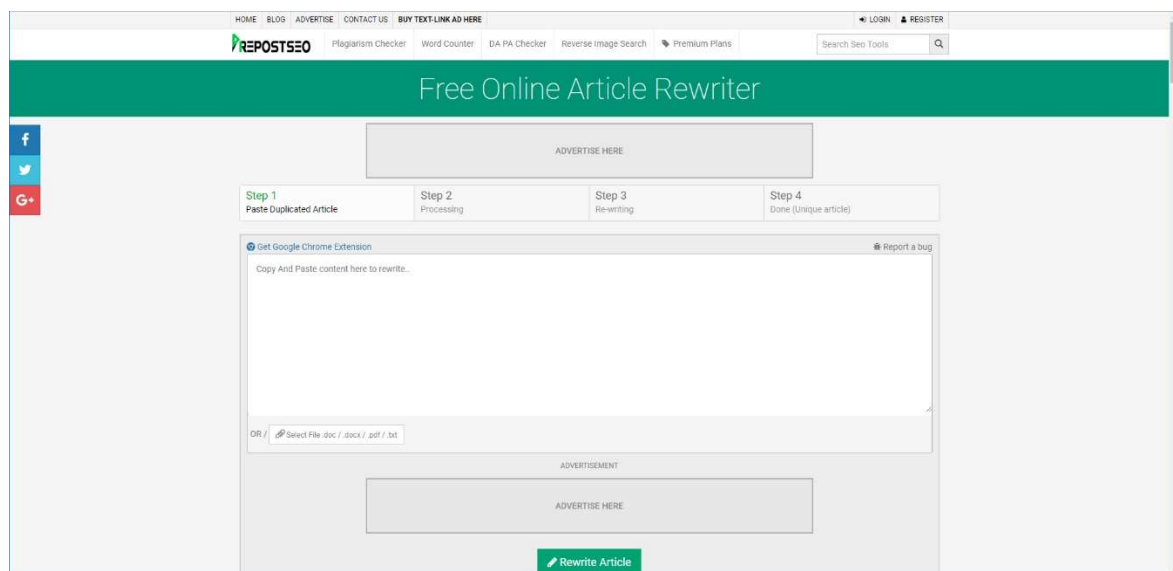 HOME BLOG ADVERTISE CONTACT US BUY TEXT-LINK AD HERE LOGIN REGISTER
PREPOSTSEO Plagiarism Checker Word Counter DA PA Checker Reverse Image Search Premium Plans Search Seo Tools
Free Online Article Rewriter
f
ADVERTISE HERE
G+
Step 1 Step 2 Step 3 Step 4
Paste Duplicated Article Processing Re-writing Done (Unique article)
Get Google Chrome Extension Report a bug
Copy And Paste content here to rewrite..
OR / Select File .doc / .docx / .pdf / .txt
ADVERTISEMENT
ADVERTISE HERE
Rewrite Article